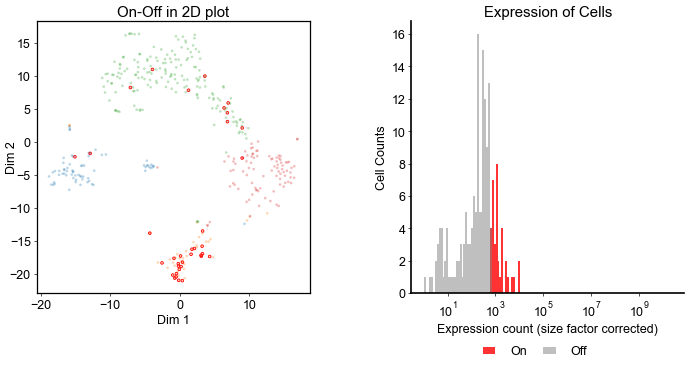 On-Off in 2D plot
15
10
5
0
−5
−10
−15
−20
Dim 2
−20 −10 0 10
Dim 1
Expression of Cells
16
14
12
10
8
6
4
2
0
Cell Counts
10^1 10^3 10^5 10^7 10^9
Expression count (size factor corrected)
On Off